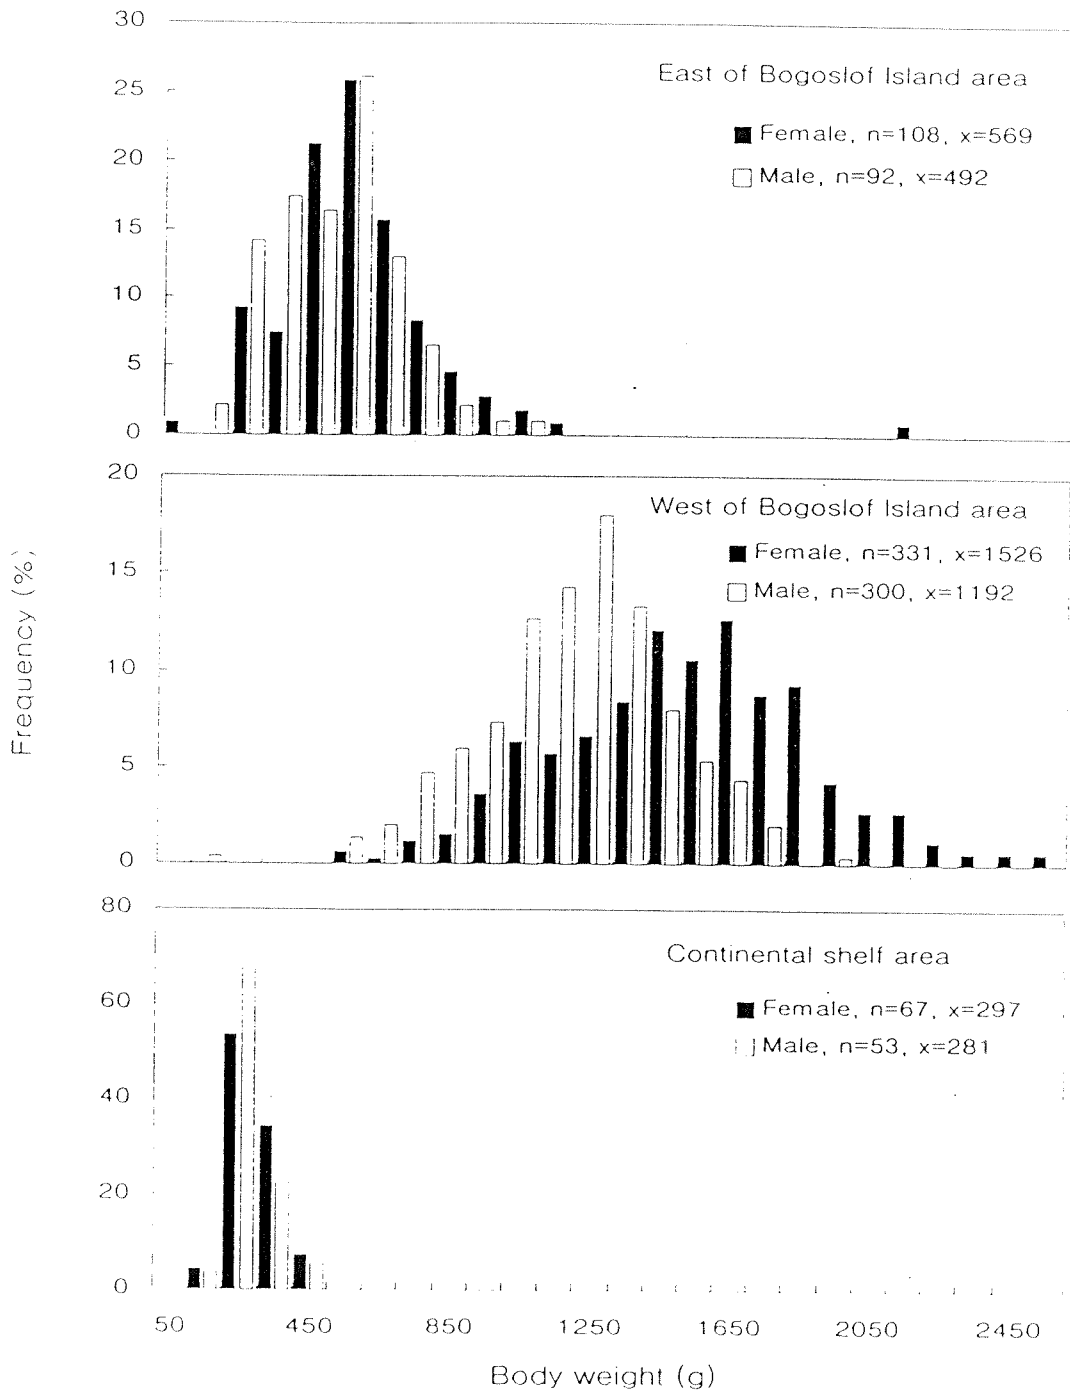 30
25
20
15
10
5
0
East of Bogoslof Island area
Female, n=108, x=569
Male, n=92, x=492
Frequency (%)
20
15
10
5
0
West of Bogoslof Island area
Female, n=331, x=1526
Male, n=300, x=1192
80
60
40
20
0
Continental shelf area
Female, n=67, x=297
Male, n=53, x=281
50 450 850 1250 1650 2050 2450
Body weight (g)